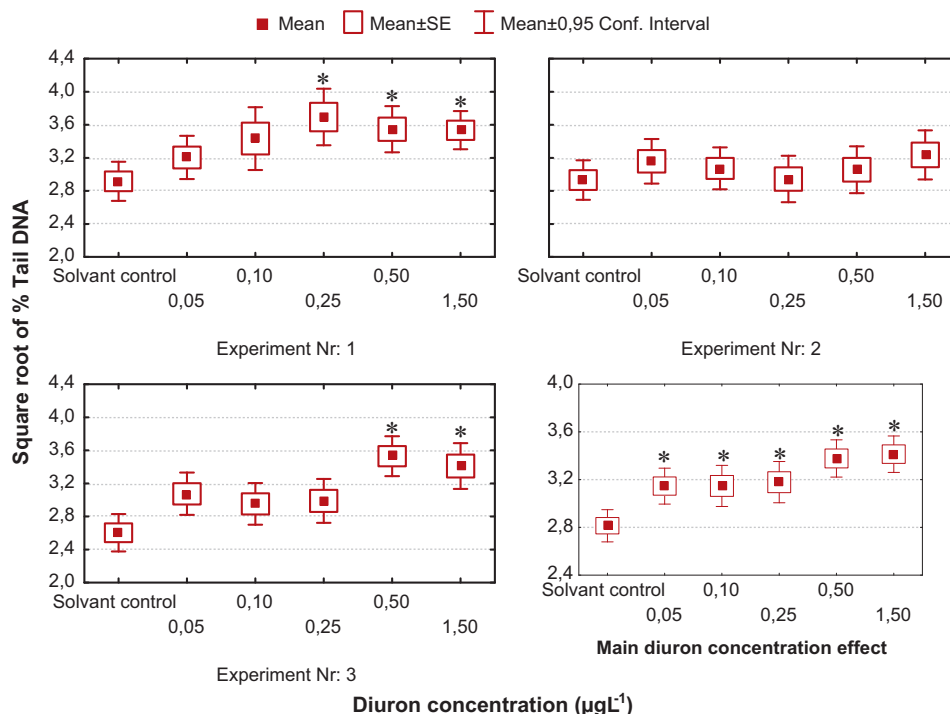 Mean Mean±SE Mean±0,95 Conf. Interval
Square root of % Tail DNA
4,4
4,0
3,6
3,2
2,8
2,4
2,0
* * *
Solvant control 0,10 0,50
0,05 0,25 1,50
Experiment Nr: 1
Solvant control 0,10 0,50
0,05 0,25 1,50
Experiment Nr: 2
4,4
4,0
3,6
3,2
2,8
2,4
2,0
* *
Solvant control 0,10 0,50
0,05 0,25 1,50
Experiment Nr: 3
4,0
3,6
3,2
2,8
2,4
* * * * *
Solvant control 0,10 0,50
0,05 0,25 1,50
Main diuron concentration effect
Diuron concentration (µgL⁻¹)